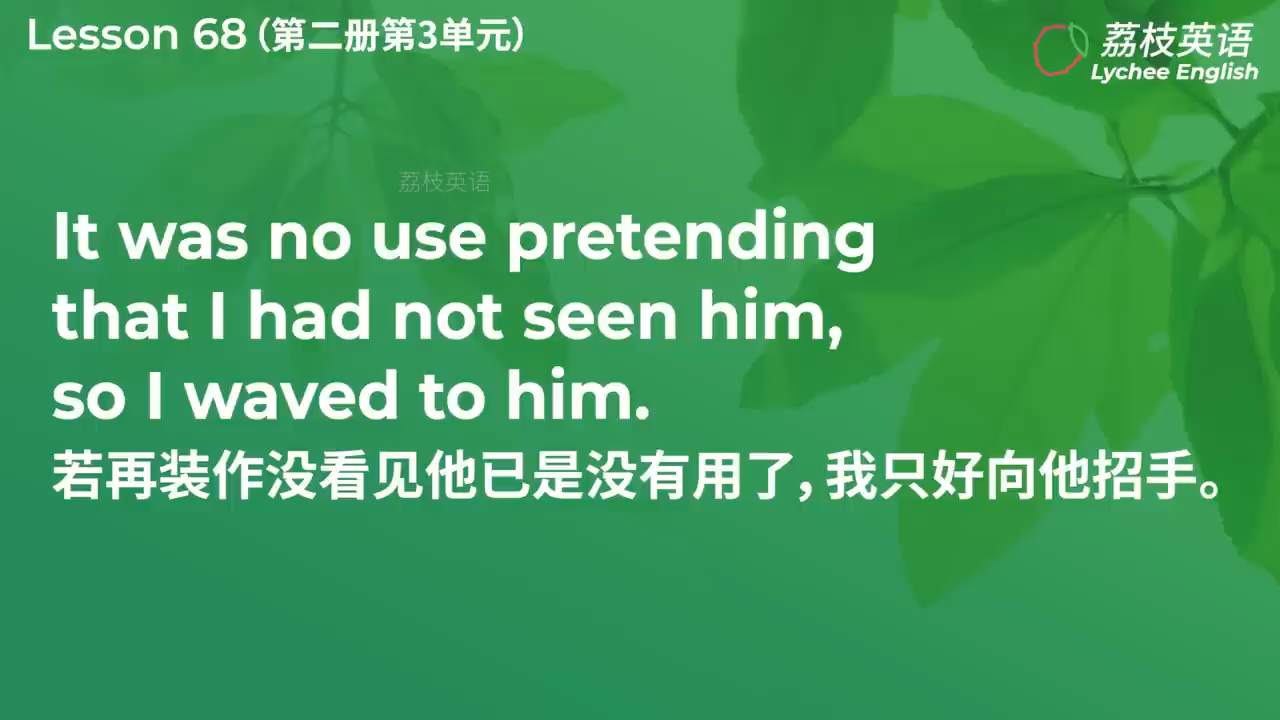 Lesson 68（第二册第3单元）
荔枝英语
Lychee English
荔枝英语
It was no use pretending
that I had not seen him,
so I waved to him.
若再装作没看见他已是没有用了，我只好向他招手。